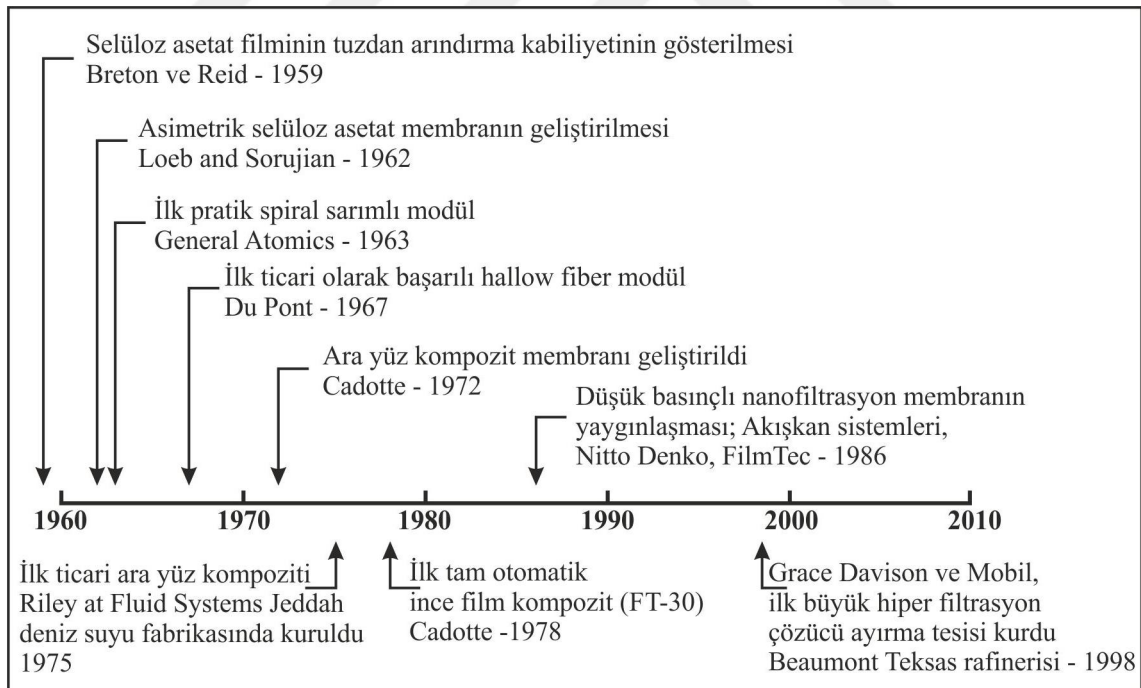 Selüloz asetat filminin tuzdan arındırma kabiliyetinin gösterilmesi
Breton ve Reid - 1959
Asimetrik selüloz asetat membranın geliştirilmesi
Loeb and Sorujian - 1962
İlk pratik spiral sarımlı modül
General Atomics - 1963
İlk ticari olarak başarılı hallow fiber modül
Du Pont - 1967
Ara yüz kompozit membranı geliştirildi
Cadotte - 1972
Düşük basınçlı nanofiltrasyon membranın
yaygınlaşması; Akışkan sistemleri,
Nitto Denko, FilmTec - 1986
1960 1970 1980 1990 2000 2010
İlk ticari ara yüz kompoziti
Riley at Fluid Systems Jeddah
deniz suyu fabrikasında kuruldu
1975
İlk tam otomatik
ince film kompozit (FT-30)
Cadotte -1978
Grace Davison ve Mobil,
ilk büyük hiper filtrasyon
çözücü ayırma tesisi kurdu
Beaumont Teksas rafinerisi - 1998